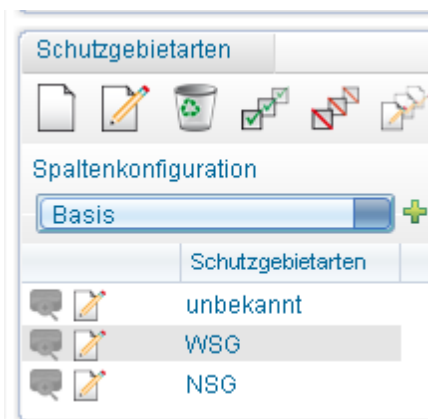 Schutzgebietarten
Spaltenkonfiguration
Basis
Schutzgebietarten
unbekannt
WSG
NSG